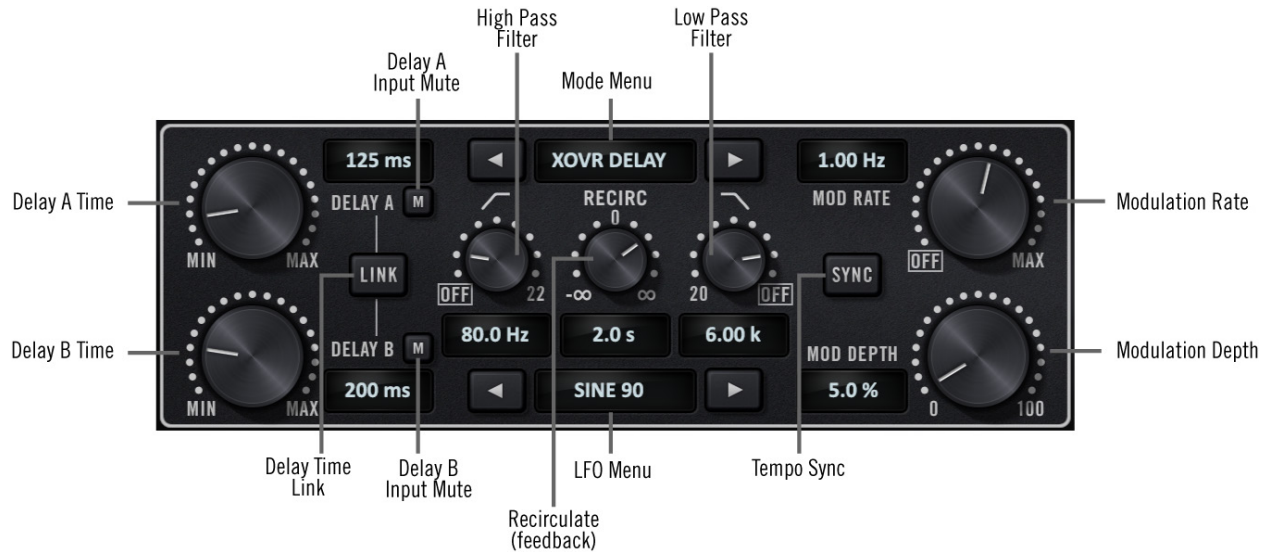 High Pass
Filter
Low Pass
Filter
Delay A
Input Mute
Mode Menu
125 ms
◄
XOVR DELAY
►
1.00 Hz
DELAY A
M
RECIRC
MOD RATE
Delay A Time
Modulation Rate
0
MIN
MAX
LINK
OFF
22
-∞
∞
20
OFF
SYNC
OFF
MAX
80.0 Hz
2.0 s
6.00 k
Delay B Time
DELAY B
M
MOD DEPTH
Modulation Depth
MIN
MAX
200 ms
◄
SINE 90
►
5.0 %
0
100
Delay Time
Link
Delay B
Input Mute
LFO Menu
Tempo Sync
Recirculate
(feedback)